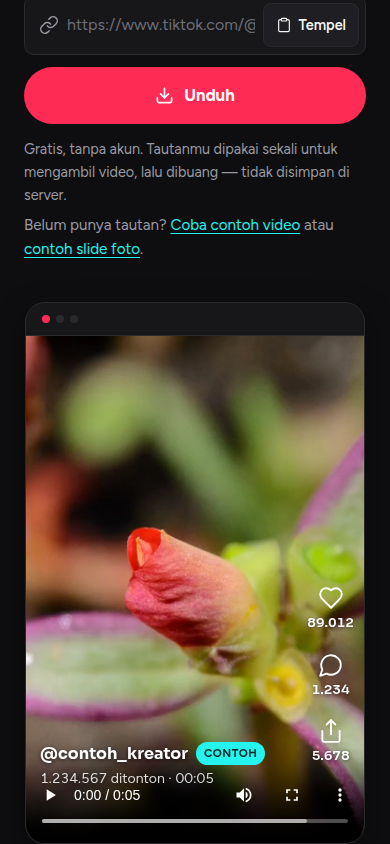 https://www.tiktok.com/@
Tempel
Unduh
Gratis, tanpa akun. Tautanmu dipakai sekali untuk
mengambil video, lalu dibuang — tidak disimpan di
server.
Belum punya tautan? Coba contoh video atau
contoh slide foto.
89.012
1.234
5.678
@contoh_kreator CONTOH
1.234.567 ditonton · 00:05
0:00 / 0:05